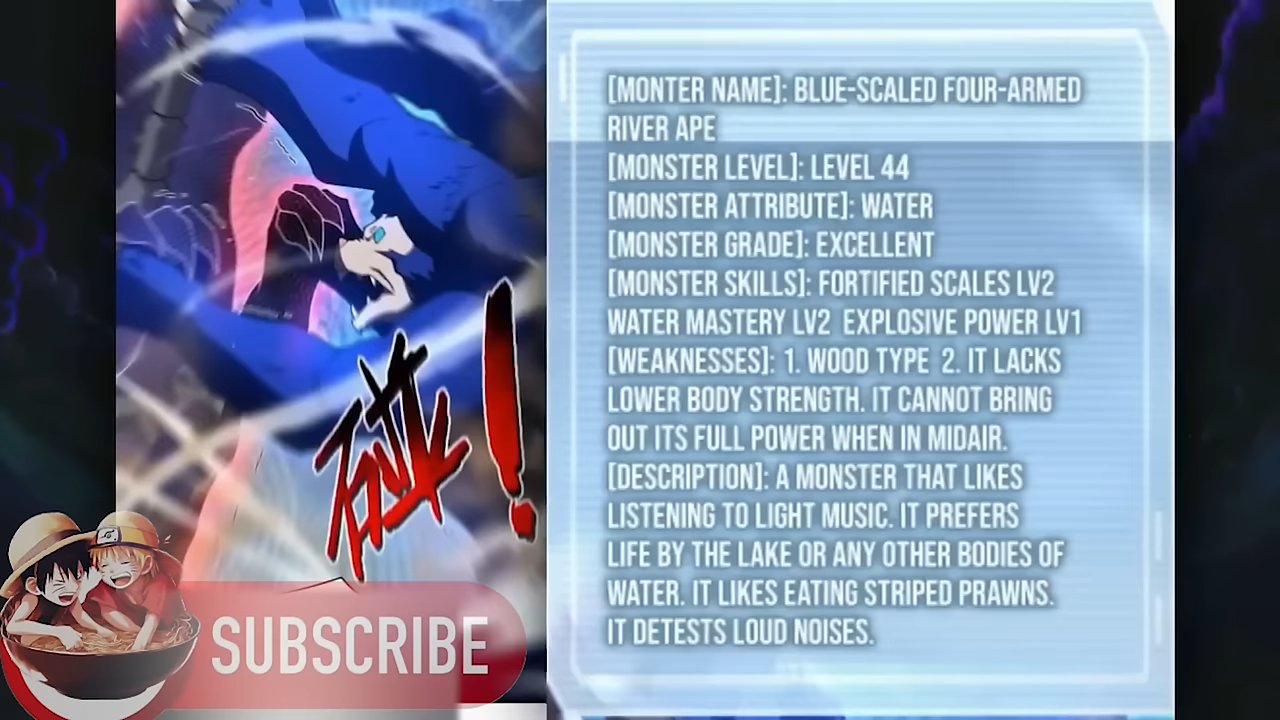 [MONTER NAME]: BLUE-SCALED FOUR-ARMED
RIVER APE
[MONSTER LEVEL]: LEVEL 44
[MONSTER ATTRIBUTE]: WATER
[MONSTER GRADE]: EXCELLENT
[MONSTER SKILLS]: FORTIFIED SCALES LV2
WATER MASTERY LV2 EXPLOSIVE POWER LV1
[WEAKNESSES]: 1. WOOD TYPE 2. IT LACKS
LOWER BODY STRENGTH. IT CANNOT BRING
OUT ITS FULL POWER WHEN IN MIDAIR.
[DESCRIPTION]: A MONSTER THAT LIKES
LISTENING TO LIGHT MUSIC. IT PREFERS
LIFE BY THE LAKE OR ANY OTHER BODIES OF
WATER. IT LIKES EATING STRIPED PRAWNS.
IT DETESTS LOUD NOISES.
SUBSCRIBE